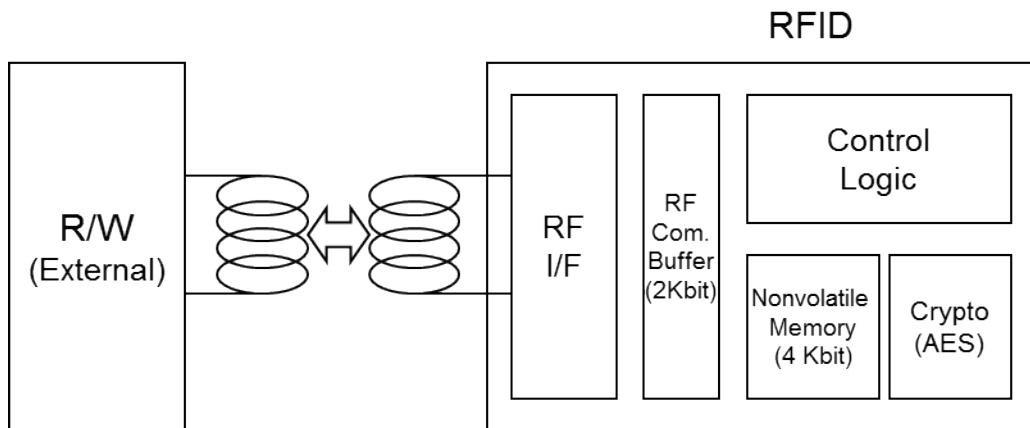 RFID
R/W
(External)
RF
I/F
RF
Com.
Buffer
(2Kbit)
Control
Logic
Nonvolatile
Memory
(4 Kbit)
Crypto
(AES)